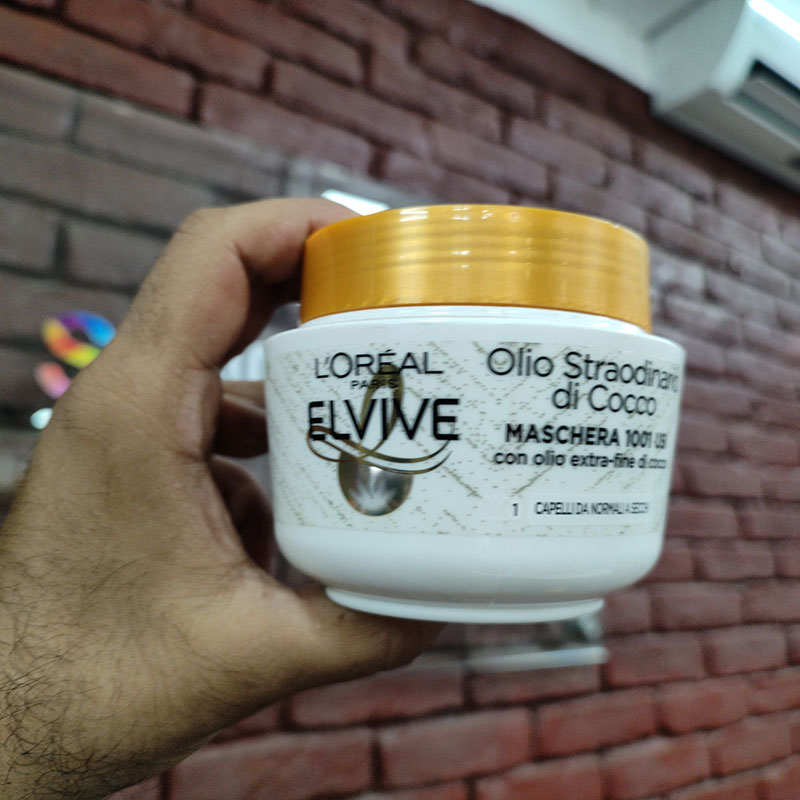 L'ORÉAL
PARIS
ELVIVE
Olio Straodinario
di Cocco
MASCHERA 1001 USI
con olio extra-fine di cocco
1 CAPELLI DA NORMALI A SECCHI